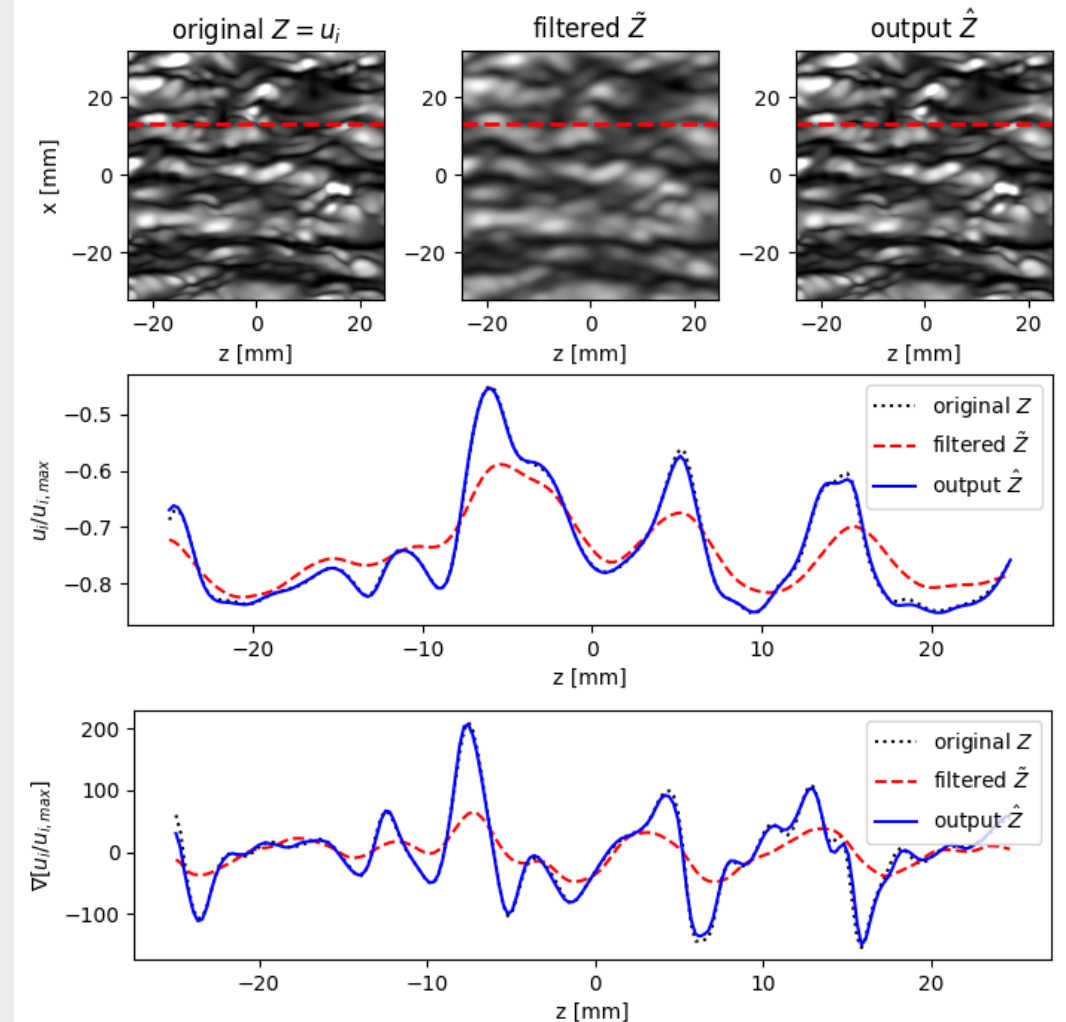 original Z = u_i filtered Z̃ output Ẑ
x [mm]
20 20 20
0 0 0
−20 −20 −20
−20 0 20 −20 0 20 −20 0 20
z [mm] z [mm] z [mm]
u_i/u_{i,max}
−0.5
−0.6
−0.7
−0.8
original Z
filtered Z̃
output Ẑ
−20 −10 0 10 20
z [mm]
∇[u_i/u_{i,max}]
200
100
0
−100
original Z
filtered Z̃
output Ẑ
−20 −10 0 10 20
z [mm]